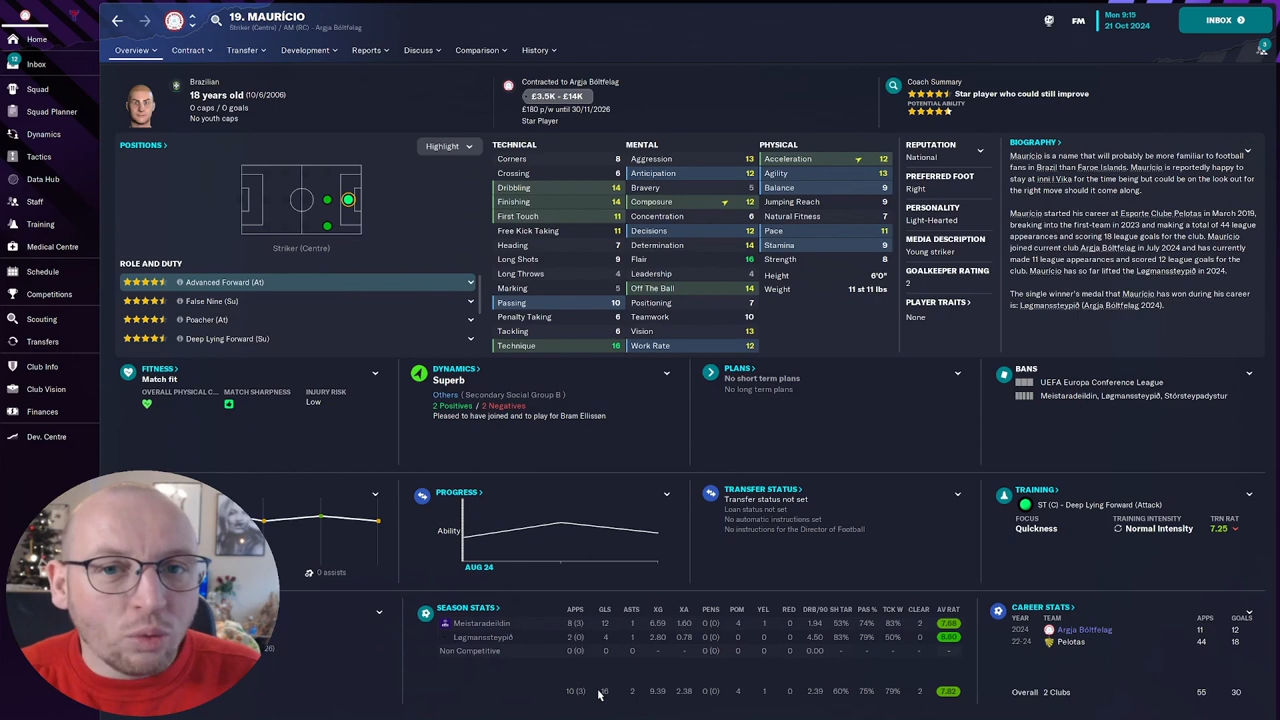 19. MAURÍCIO
Striker (Centre) / AM (RC) - Argja Bóltfelag
FM
Mon 9:15
21 Oct 2024
INBOX
3
Home
12
Inbox
Squad
Squad Planner
Dynamics
Tactics
Data Hub
Staff
Training
Medical Centre
Schedule
Competitions
Scouting
Transfers
Club Info
Club Vision
Finances
Dev. Centre
Overview
Contract
Transfer
Development
Reports
Discuss
Comparison
History
Brazilian
18 years old (10/6/2006)
0 caps / 0 goals
No youth caps
Contracted to Argja Bóltfelag
£3.5K - £14K
£180 p/w until 30/11/2026
Star Player
Coach Summary
Star player who could still improve
POTENTIAL ABILITY
POSITIONS
Highlight
Striker (Centre)
ROLE AND DUTY
Advanced Forward (At)
False Nine (Su)
Poacher (At)
Deep Lying Forward (Su)
TECHNICAL
Corners 8
Crossing 6
Dribbling 14
Finishing 14
First Touch 11
Free Kick Taking 11
Heading 7
Long Shots 9
Long Throws 4
Marking 5
Passing 10
Penalty Taking 6
Tackling 6
Technique 16
MENTAL
Aggression 13
Anticipation 12
Bravery 5
Composure 12
Concentration 6
Decisions 12
Determination 14
Flair 16
Leadership 4
Off The Ball 14
Positioning 7
Teamwork 10
Vision 13
Work Rate 12
PHYSICAL
Acceleration 12
Agility 13
Balance 9
Jumping Reach 9
Natural Fitness 7
Pace 11
Stamina 9
Strength 8
Height 6'0"
Weight 11 st 11 lbs
REPUTATION
National
PREFERRED FOOT
Right
PERSONALITY
Light-Hearted
MEDIA DESCRIPTION
Young striker
GOALKEEPER RATING
2
PLAYER TRAITS
None
BIOGRAPHY
Maurício is a name that will probably be more familiar to football
fans in Brazil than Faroe Islands. Maurício is reportedly happy to
stay at inni í Vika for the time being but could be on the look out for
the right move should it come along.
Maurício started his career at Esporte Clube Pelotas in March 2019,
breaking into the first-team in 2023 and making a total of 44 league
appearances and scoring 18 league goals for the club. Maurício
joined current club Argja Bóltfelag in July 2024 and has currently
made 11 league appearances and scored 12 league goals for the
club. Maurício has so far lifted the Løgmanssteypið in 2024.
The single winner's medal that Maurício has won during his career
is: Løgmanssteypið (Argja Bóltfelag 2024).
FITNESS
Match fit
OVERALL PHYSICAL C...
MATCH SHARPNESS
INJURY RISK
Low
DYNAMICS
Superb
Others ( Secondary Social Group B )
2 Positives / 2 Negatives
Pleased to have joined and to play for Bram Ellissøn
PLANS
No short term plans
No long term plans
BANS
UEFA Europa Conference League
Meistaradeildin, Løgmanssteypið, Stórsteypadystur
0 assists
PROGRESS
Ability
AUG 24
TRANSFER STATUS
Transfer status not set
Loan status not set
No automatic instructions set
No instructions for the Director of Football
TRAINING
ST (C) - Deep Lying Forward (Attack)
FOCUS
Quickness
TRAINING INTENSITY
Normal Intensity
TRN RAT
7.25
SEASON STATS
APPS GLS ASTS XG XA PENS POM YEL RED DRB/90 SH TAR PAS % TCK W CLEAR AV RAT
Meistaradeildin 8 (3) 12 1 6.59 1.60 0 (0) 4 1 0 1.94 53% 74% 83% 2 7.68
Løgmanssteypið 2 (0) 4 1 2.80 0.78 0 (0) 0 0 0 4.50 83% 79% 50% 0 8.60
Non Competitive 0 (0) 0 0 - - 0 (0) 0 0 0 0.00 - - - - -
10 (3) 16 2 9.39 2.38 0 (0) 4 1 0 2.39 60% 75% 79% 2 7.82
CAREER STATS
YEAR TEAM APPS GOALS
2024 Argja Bóltfelag 11 12
22-24 Pelotas 44 18
Overall 2 Clubs 55 30